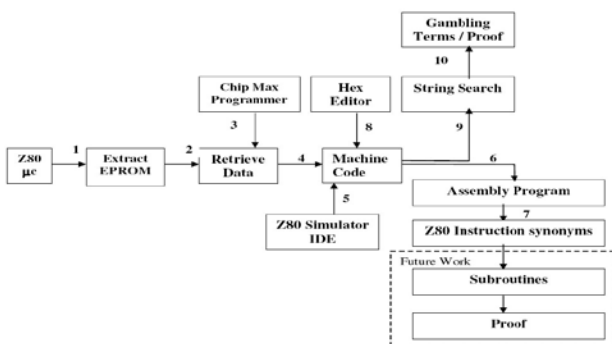 Gambling
Terms / Proof
10
Chip Max
Programmer
Hex
Editor
String Search
3
8
9
1
2
4
6
Z80
μc
Extract
EPROM
Retrieve
Data
Machine
Code
5
Assembly Program
7
Z80 Simulator
IDE
Z80 Instruction synonyms
Future Work
Subroutines
Proof